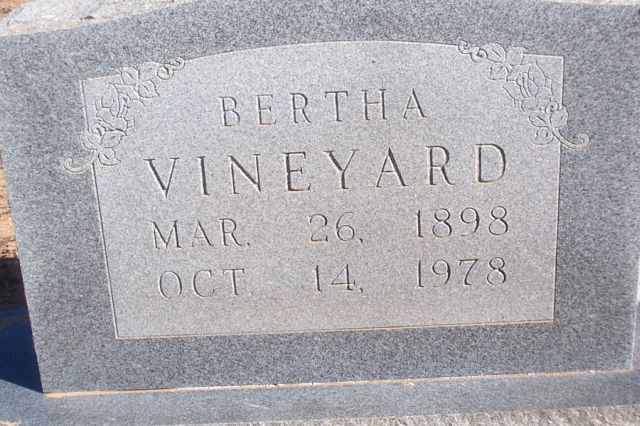 BERTHA
VINEYARD
MAR. 26, 1898
OCT. 14, 1978